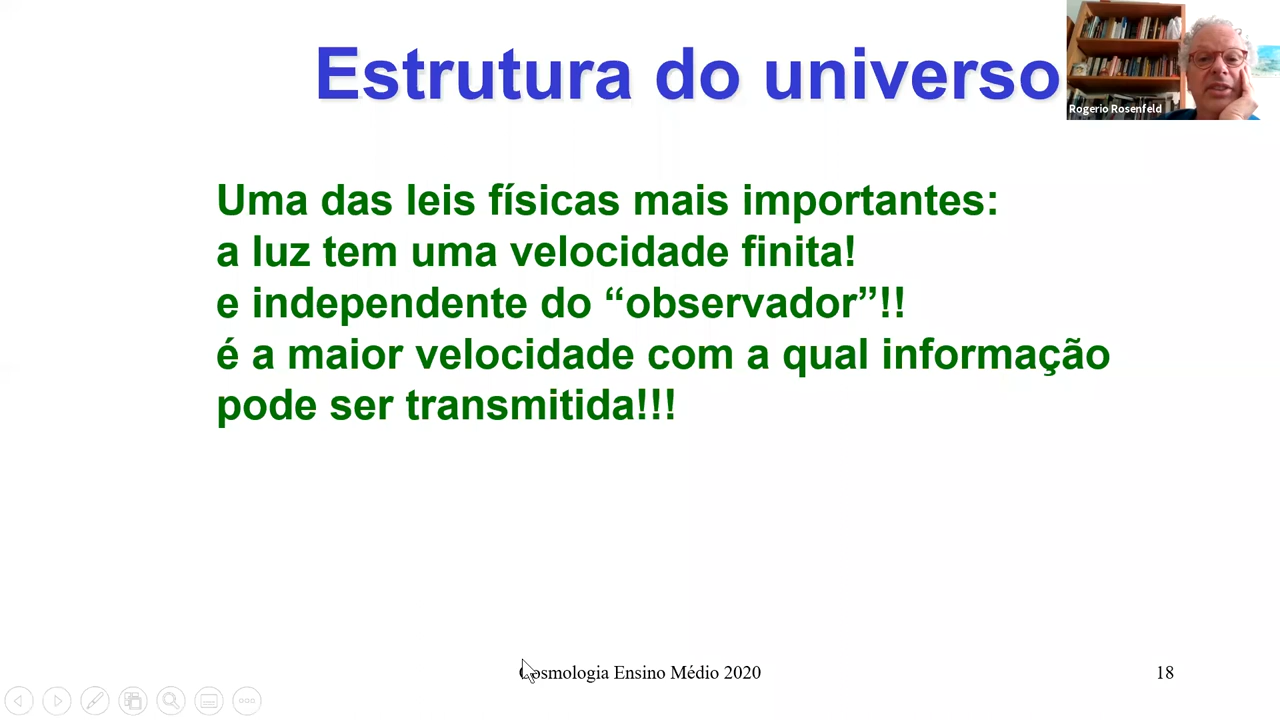 Estrutura do universo
Rogerio Rosenfeld
Uma das leis físicas mais importantes:
a luz tem uma velocidade finita!
e independente do “observador”!!
é a maior velocidade com a qual informação
pode ser transmitida!!!
Cosmologia Ensino Médio 2020
18